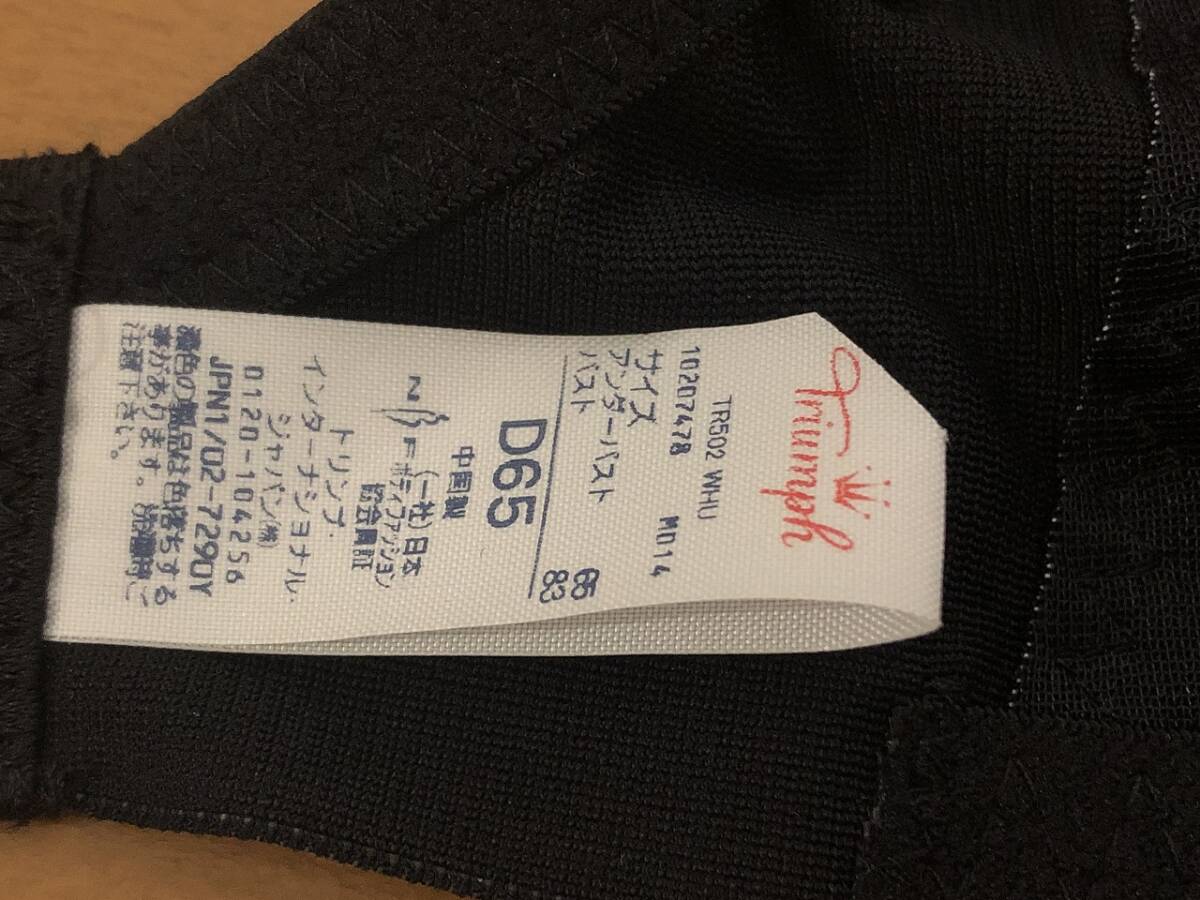 Triumph
TR502 WHU
10207478 MD14
サイズ
アンダーバスト 65
バスト 83
D65
中国製
(一社)日本
ボディファッション
協会員証
トリンプ・
インターナショナル・
ジャパン(株)
0120-104256
JPN1/02-7290Y
濃色の製品は色落ちする
事があります。
注意下さい。